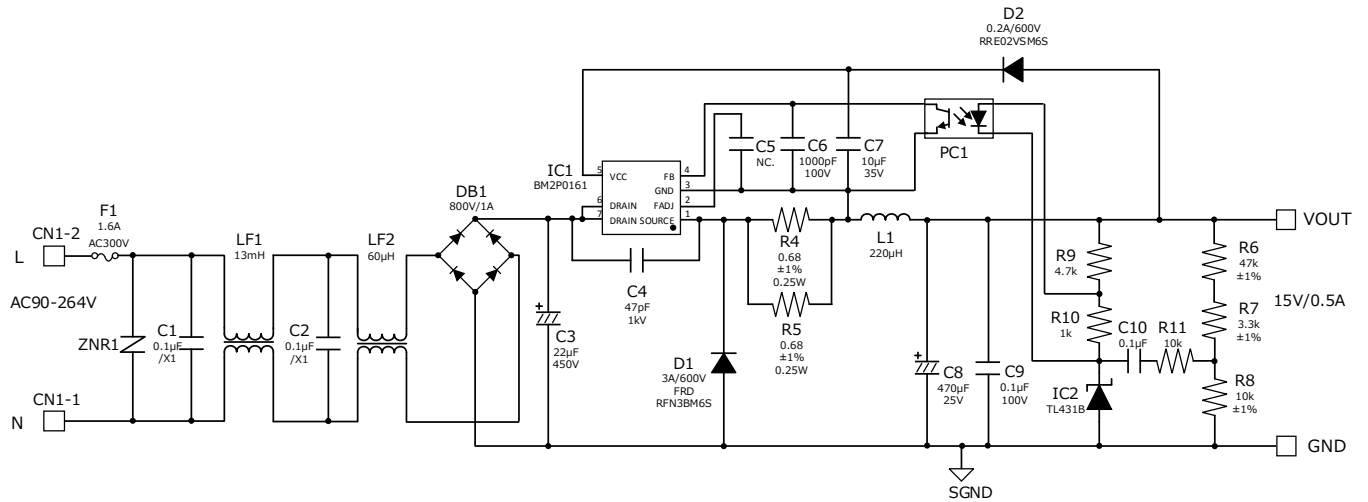 D2
0.2A/600V
RRE02VSM6S
PC1
C5
NC.
C6
1000pF
100V
C7
10µF
35V
IC1
BM2P0161
5
VCC
FB
4
GND
3
6
DRAIN
FADJ
2
7
DRAIN
SOURCE
1
DB1
800V/1A
F1
1.6A
AC300V
CN1-2
L
LF1
13mH
LF2
60µH
AC90-264V
ZNR1
C1
0.1µF
/X1
C2
0.1µF
/X1
CN1-1
N
+
C3
22µF
450V
C4
47pF
1kV
R4
0.68
±1%
0.25W
R5
0.68
±1%
0.25W
L1
220µH
D1
3A/600V
FRD
RFN3BM6S
+
C8
470µF
25V
C9
0.1µF
100V
R9
4.7k
R10
1k
C10
0.1µF
R11
10k
IC2
TL431B
R6
47k
±1%
R7
3.3k
±1%
R8
10k
±1%
VOUT
15V/0.5A
GND
SGND